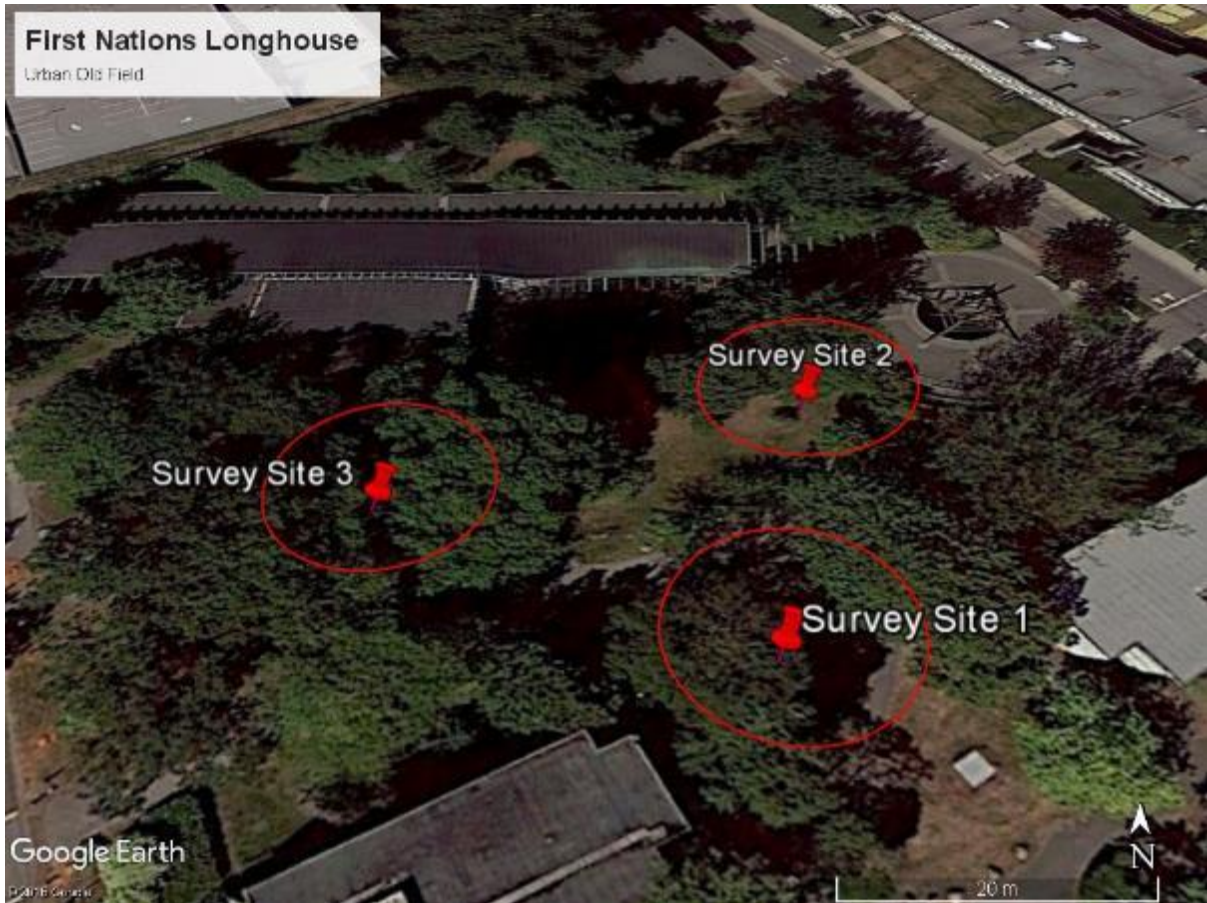 First Nations Longhouse
Urban Old Field
Survey Site 2
Survey Site 3
Survey Site 1
Google Earth
N
20 m